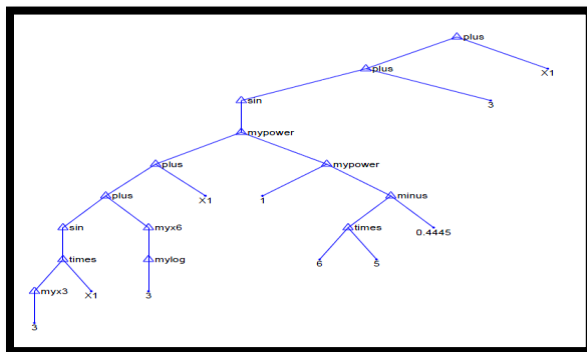 plus
plus X1
sin 3
mypower
plus mypower
plus X1 1 minus
sin myx6 times 0.4445
times mylog 6 5
myx3 X1 3
3